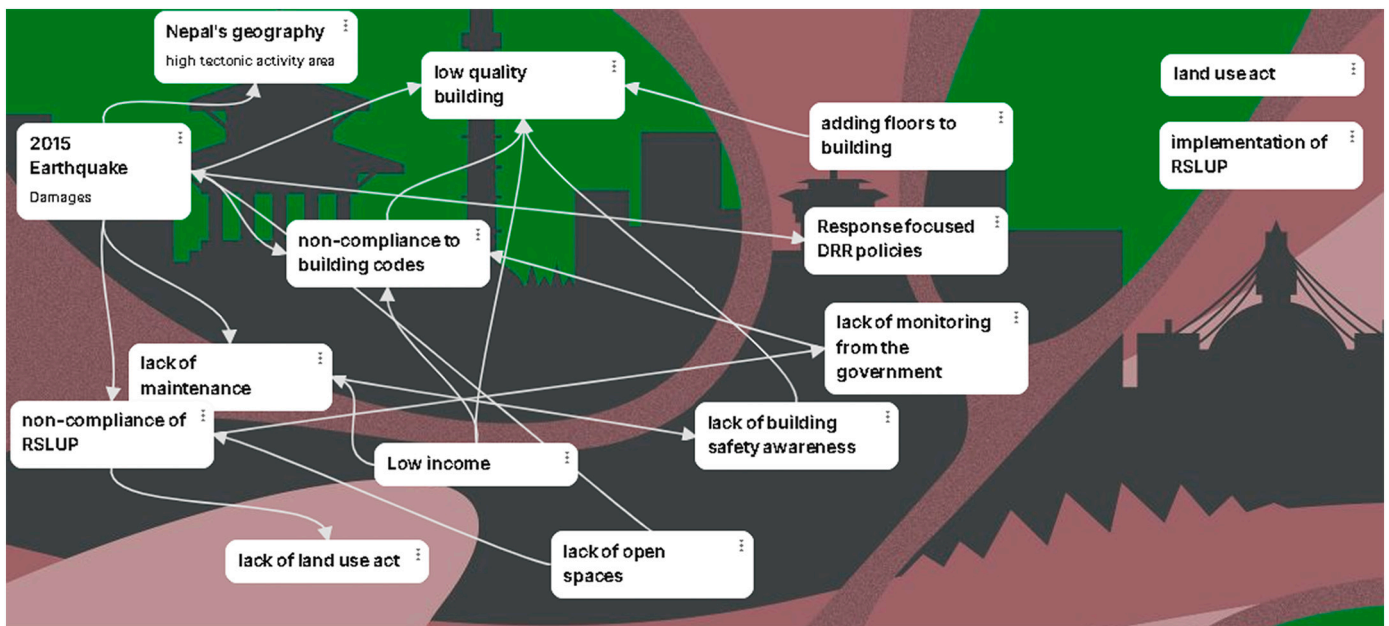 Nepal's geography
high tectonic activity area
low quality
building
land use act
adding floors to
building
2015
Earthquake
Damages
implementation of
RSLUP
non-compliance to
building codes
Response focused
DRR policies
lack of monitoring
from the
government
lack of
maintenance
non-compliance of
RSLUP
lack of building
safety awareness
Low income
lack of land use act
lack of open
spaces